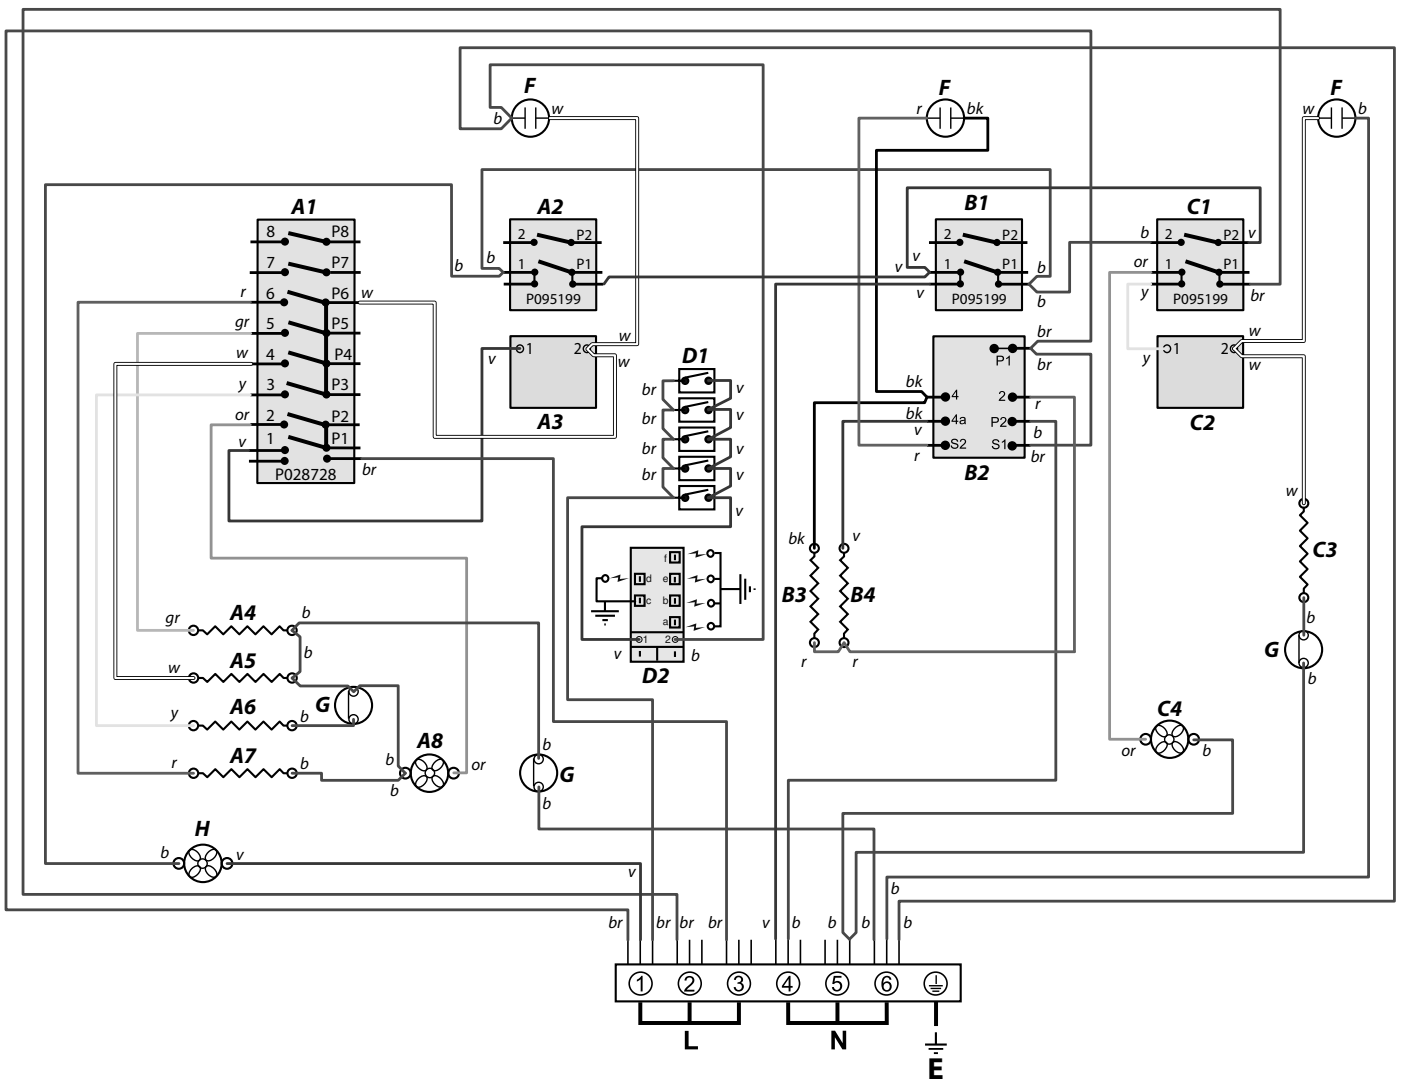 F
w
b
F
r
bk
F
w
b
A1
8
P8
7
P7
6
P6
5
P5
4
P4
3
P3
2
P2
1
P1
P028728
r
gr
w
y
or
v
w
br
A2
2
P2
1
P1
P095199
b
b
B1
2
P2
1
P1
P095199
v
v
v
b
b
C1
2
P2
1
P1
P095199
b
v
or
y
br
1
2
A3
v
w
w
D1
br
v
br
v
br
v
br
v
v
P1
4
2
4a
P2
S2
S1
B2
br
br
bk
bk
v
r
r
b
br
1
2
C2
y
w
w
f
d
e
c
b
a
1
2
D2
v
b
bk
v
B3
B4
r
r
w
C3
b
G
b
gr
A4
b
b
w
A5
y
A6
b
G
r
A7
b
A8
b
b
or
b
G
b
C4
or
b
H
b
v
v
br
br
br
br
v
b
b
b
b
b
1
2
3
4
5
6
L
N
E